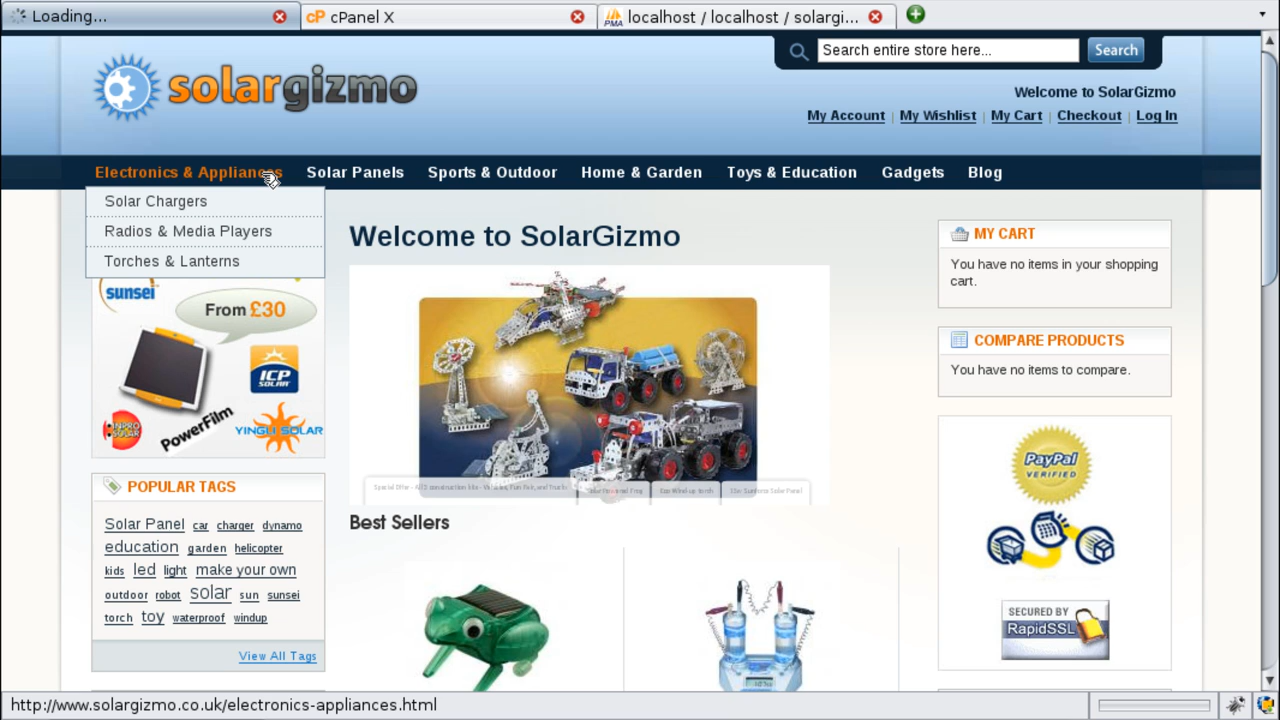 Loading...
cPanel X
localhost / localhost / solargi...
Search entire store here...
Search
solargizmo
Welcome to SolarGizmo
My Account | My Wishlist | My Cart | Checkout | Log In
Electronics & Appliances
Solar Panels
Sports & Outdoor
Home & Garden
Toys & Education
Gadgets
Blog
Solar Chargers
Radios & Media Players
Torches & Lanterns
sunsei
From £30
ICP SOLAR
PowerFilm
YINGLI SOLAR
POPULAR TAGS
Solar Panel car charger dynamo
education garden helicopter
kids led light make your own
outdoor robot solar sun sunsei
torch toy waterproof windup
View All Tags
Welcome to SolarGizmo
Best Sellers
MY CART
You have no items in your shopping
cart.
COMPARE PRODUCTS
You have no items to compare.
PayPal
VERIFIED
SECURED BY
RapidSSL
http://www.solargizmo.co.uk/electronics-appliances.html